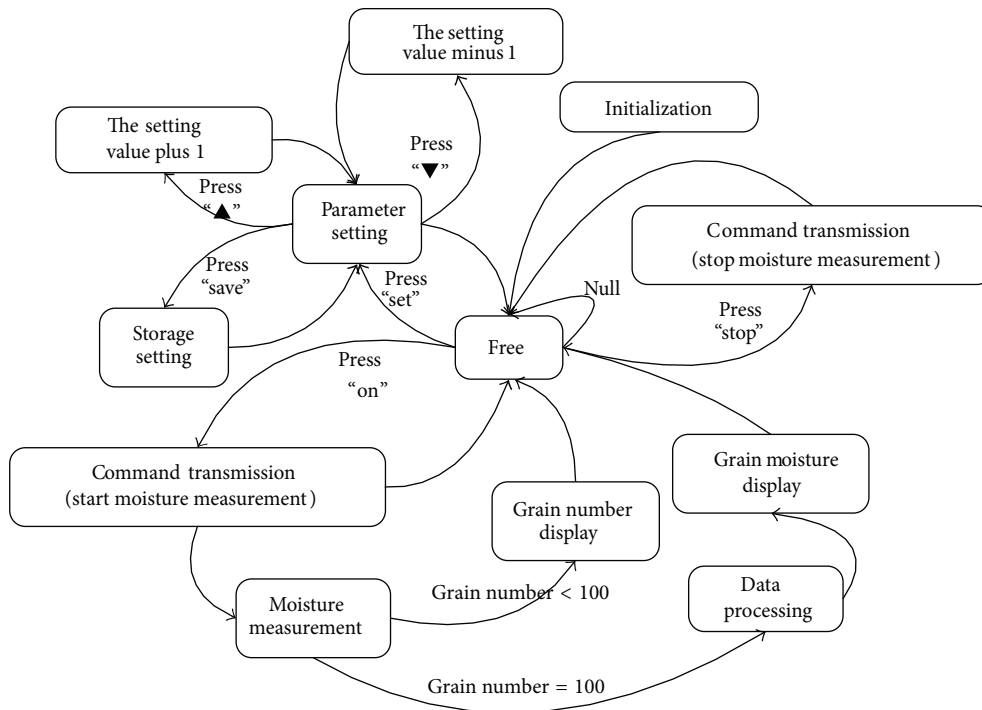 The setting
value minus 1
Initialization
The setting
value plus 1
Press
“▼”
Press
“▲”
Parameter
setting
Command transmission
(stop moisture measurement)
Press
“save”
Press
“set”
Null
Press
“stop”
Storage
setting
Free
Press
“on”
Command transmission
(start moisture measurement)
Grain moisture
display
Grain number
display
Data
processing
Moisture
measurement
Grain number < 100
Grain number = 100